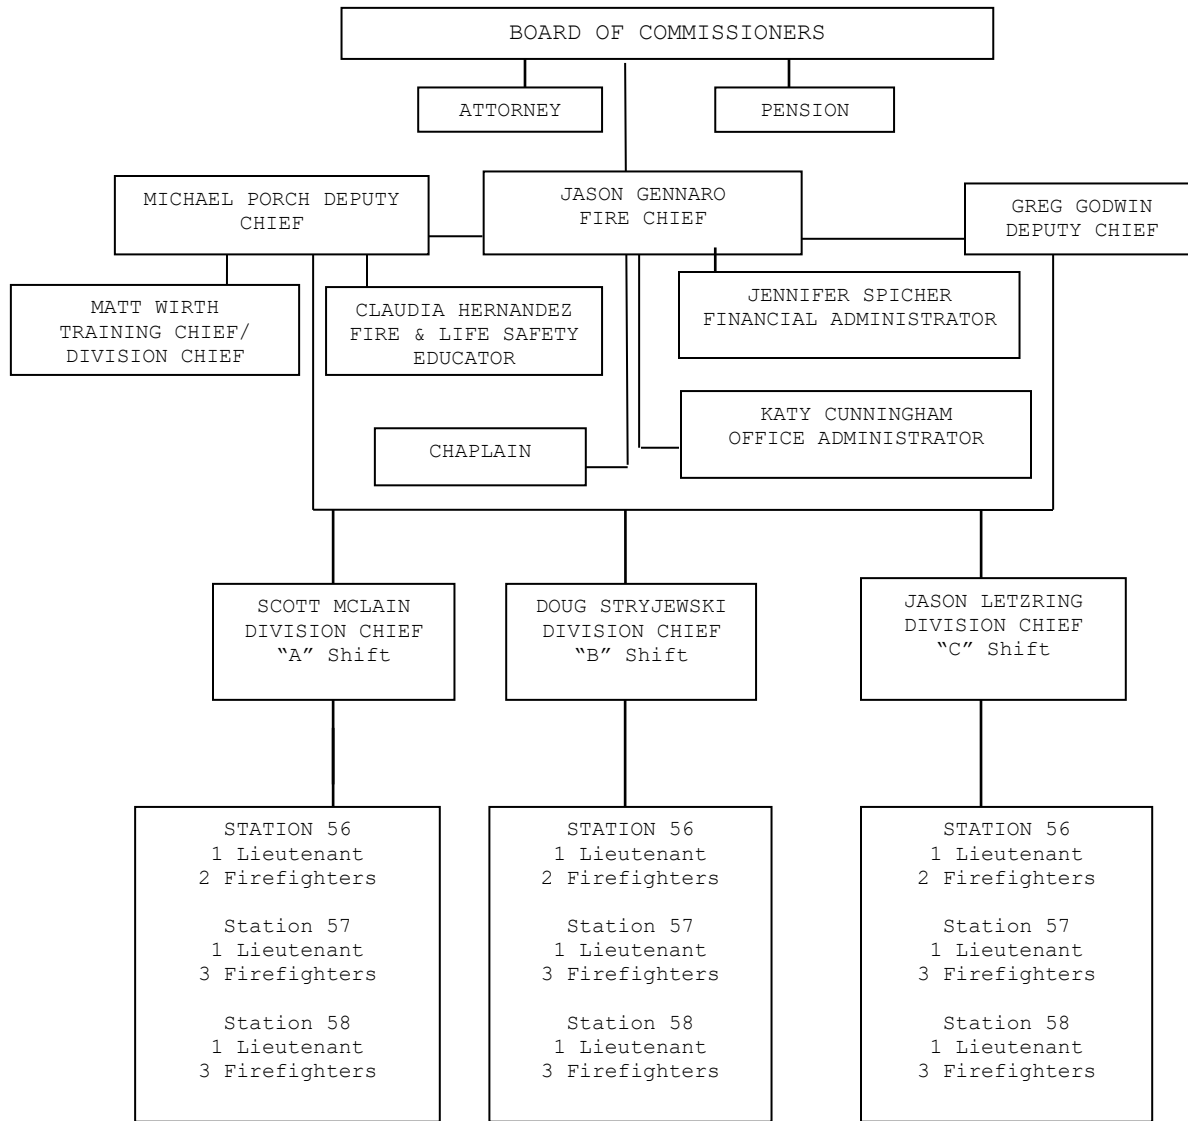 BOARD OF COMMISSIONERS
ATTORNEY
PENSION
MICHAEL PORCH DEPUTY
CHIEF
JASON GENNARO
FIRE CHIEF
GREG GODWIN
DEPUTY CHIEF
MATT WIRTH
TRAINING CHIEF/
DIVISION CHIEF
CLAUDIA HERNANDEZ
FIRE & LIFE SAFETY
EDUCATOR
JENNIFER SPICHER
FINANCIAL ADMINISTRATOR
KATY CUNNINGHAM
OFFICE ADMINISTRATOR
CHAPLAIN
SCOTT MCLAIN
DIVISION CHIEF
“A” Shift
DOUG STRYJEWSKI
DIVISION CHIEF
“B” Shift
JASON LETZRING
DIVISION CHIEF
“C” Shift
STATION 56
1 Lieutenant
2 Firefighters
Station 57
1 Lieutenant
3 Firefighters
Station 58
1 Lieutenant
3 Firefighters
STATION 56
1 Lieutenant
2 Firefighters
Station 57
1 Lieutenant
3 Firefighters
Station 58
1 Lieutenant
3 Firefighters
STATION 56
1 Lieutenant
2 Firefighters
Station 57
1 Lieutenant
3 Firefighters
Station 58
1 Lieutenant
3 Firefighters